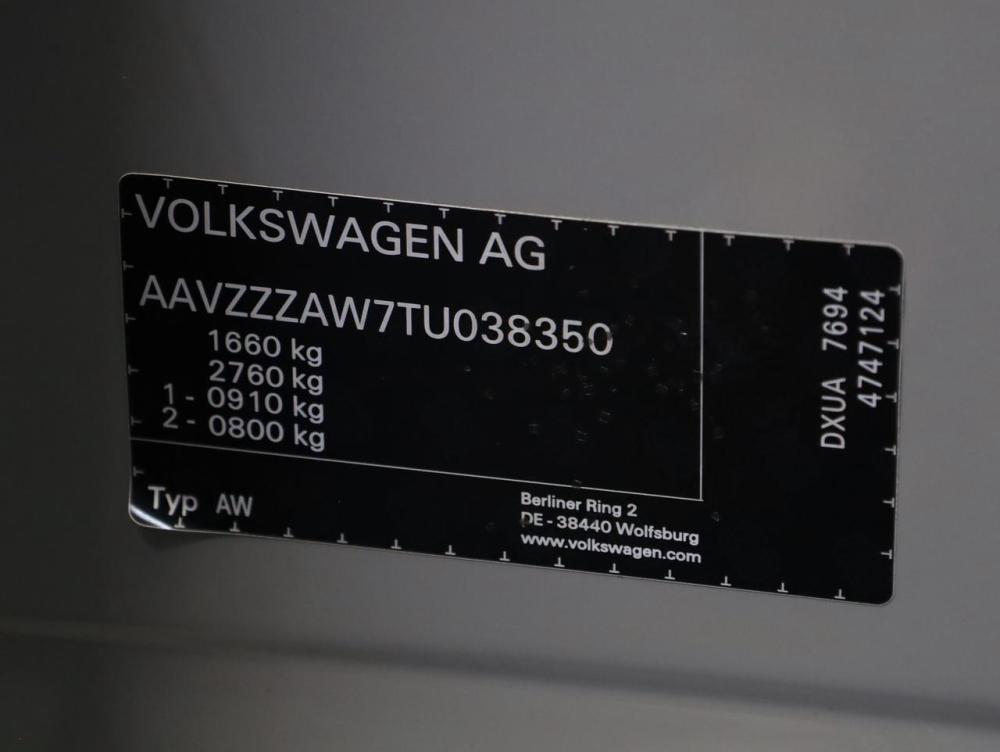 VOLKSWAGEN AG
AAVZZZAW7TU038350
1660 kg
2760 kg
1 - 0910 kg
2 - 0800 kg
Typ AW
Berliner Ring 2
DE - 38440 Wolfsburg
www.volkswagen.com
DXUA 7694
4747124